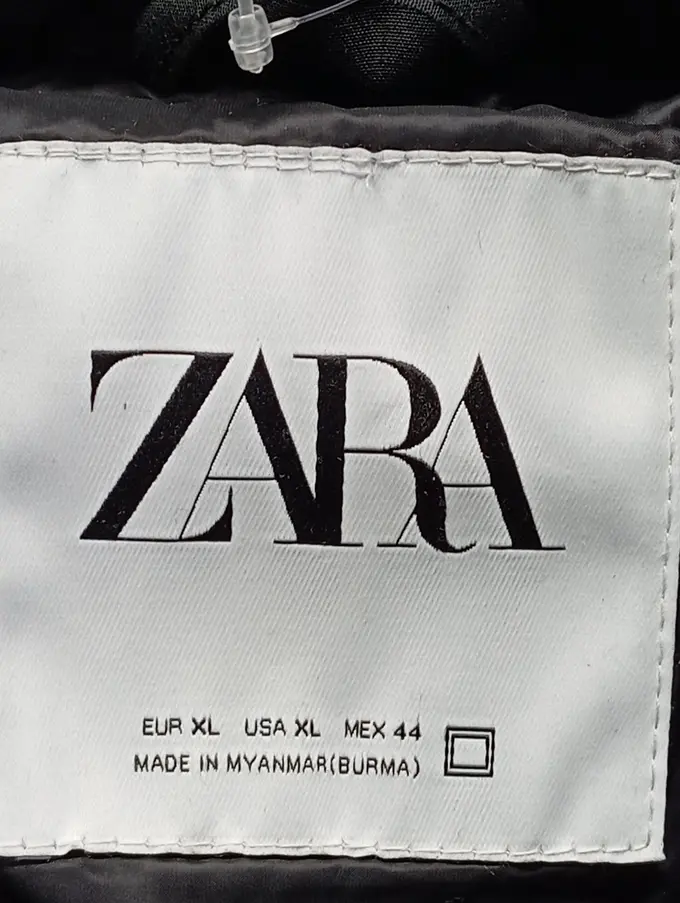 ZARA
EUR XL USA XL MEX 44
MADE IN MYANMAR(BURMA)